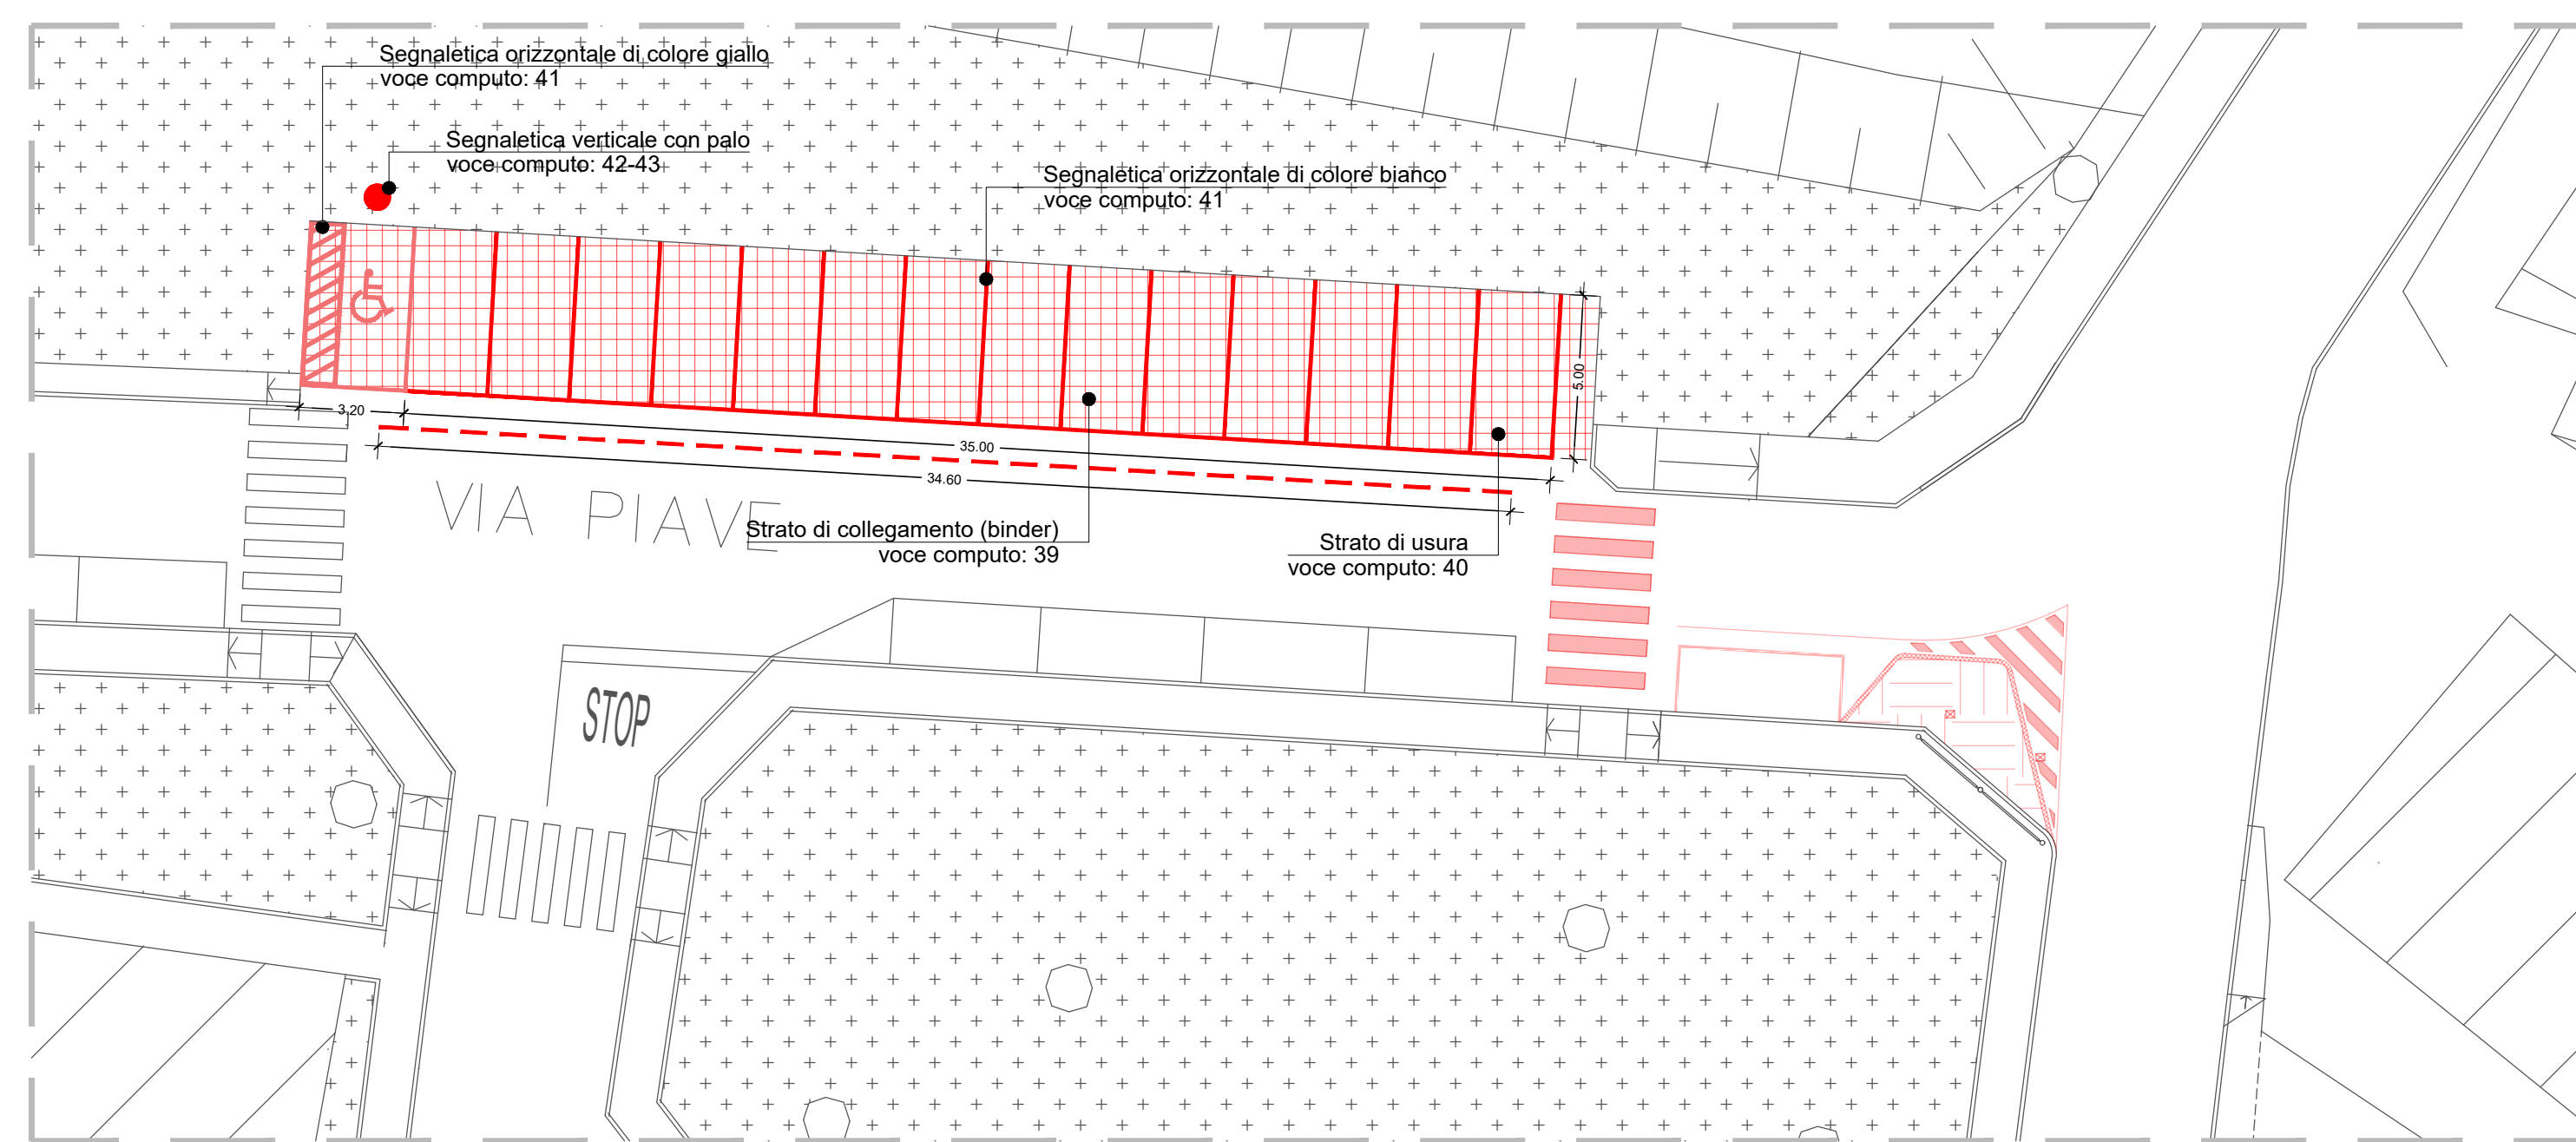 Segnaletica orizzontale di colore giallo
voce computo: 41
Segnaletica verticale con palo
voce computo: 42-43
Segnaletica orizzontale di colore bianco
voce computo: 41
5.00
3.20
35.00
34.60
VIA PIAVE
Strato di collegamento (binder)
voce computo: 39
Strato di usura
voce computo: 40
STOP